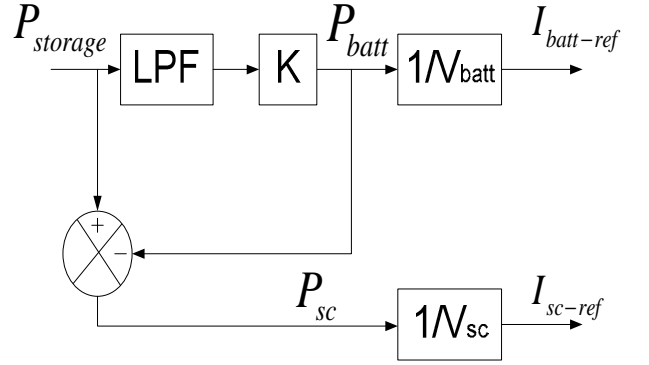 P_storage
LPF
K
P_batt
1/V_batt
I_batt−ref
+
−
P_sc
1/V_sc
I_sc−ref